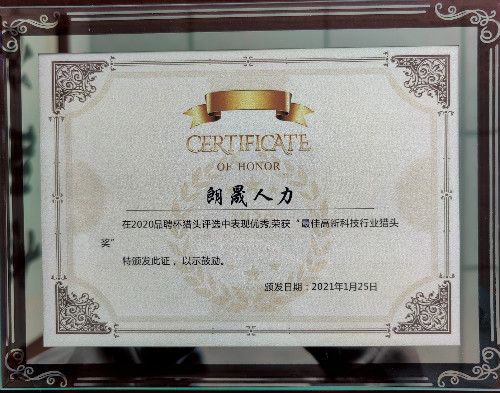 CERTIFICATE
OF HONOR
朗晟人力
在2020品聘杯猎头评选中表现优秀,荣获“最佳高新科技行业猎头
奖”
特颁发此证，以示鼓励。
颁发日期：2021年1月25日